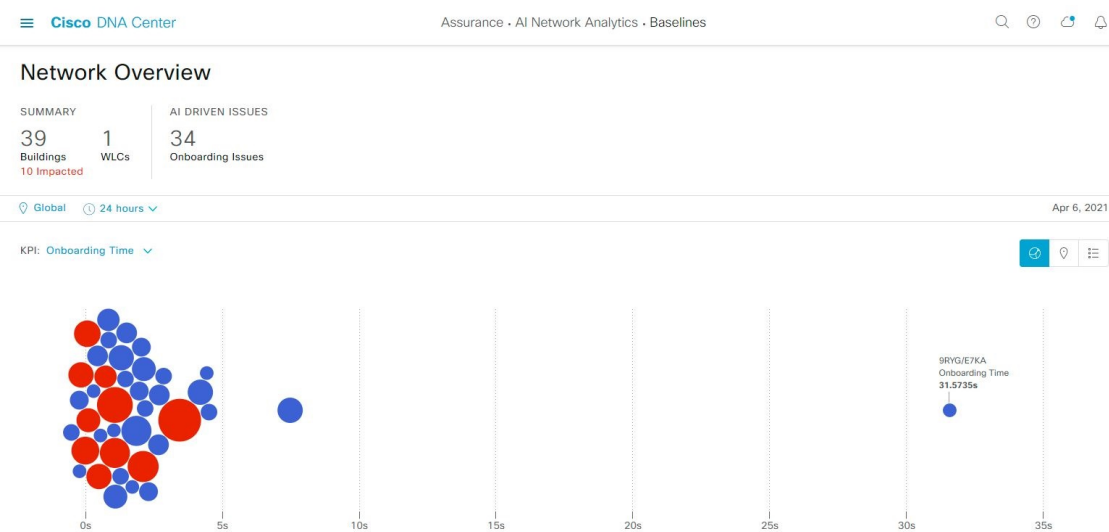 Cisco DNA Center
Assurance • AI Network Analytics • Baselines
Network Overview
SUMMARY
AI DRIVEN ISSUES
39
1
34
Buildings
WLCs
Onboarding Issues
10 Impacted
Global
24 hours
Apr 6, 2021
KPI: Onboarding Time
9RYG/E7KA
Onboarding Time
31.5735s
0s
5s
10s
15s
20s
25s
30s
35s